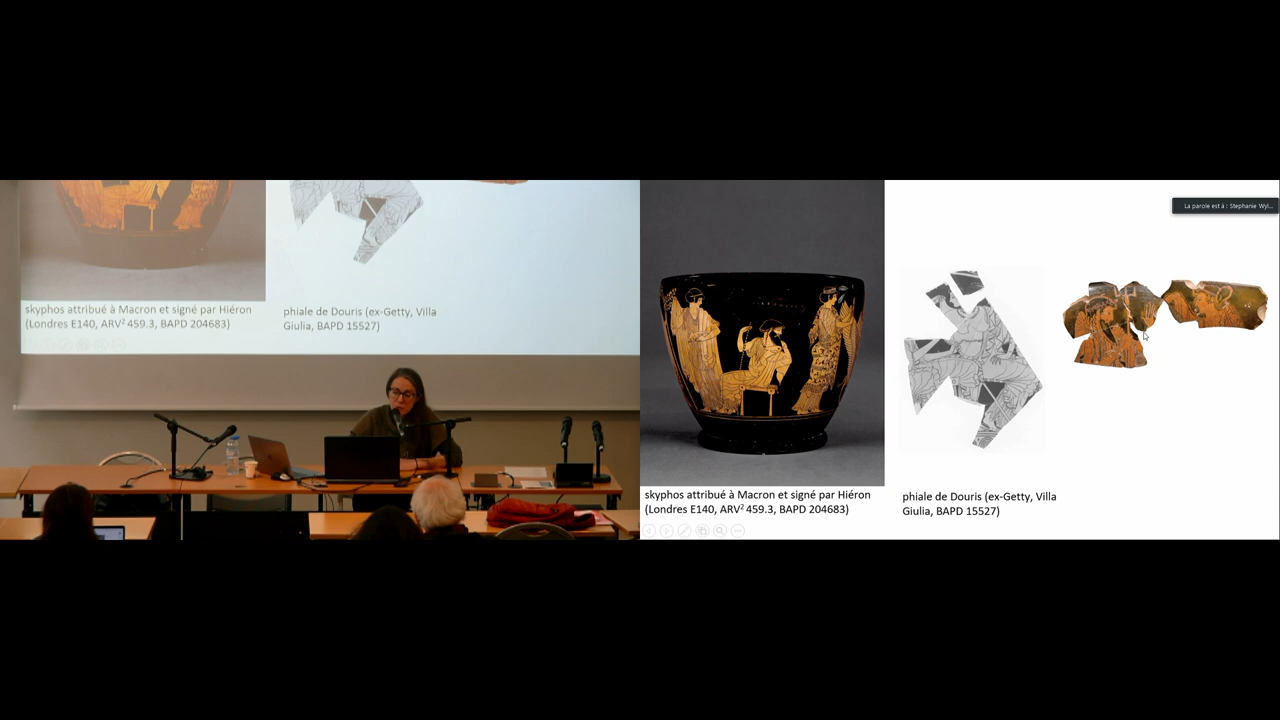 skyphos attribué à Macron et signé par Hiéron
(Londres E140, ARV² 459.3, BAPD 204683)
phiale de Douris (ex-Getty, Villa
Giulia, BAPD 15527)
La parole est à : Stephanie Wyl...
skyphos attribué à Macron et signé par Hiéron
(Londres E140, ARV² 459.3, BAPD 204683)
phiale de Douris (ex-Getty, Villa
Giulia, BAPD 15527)